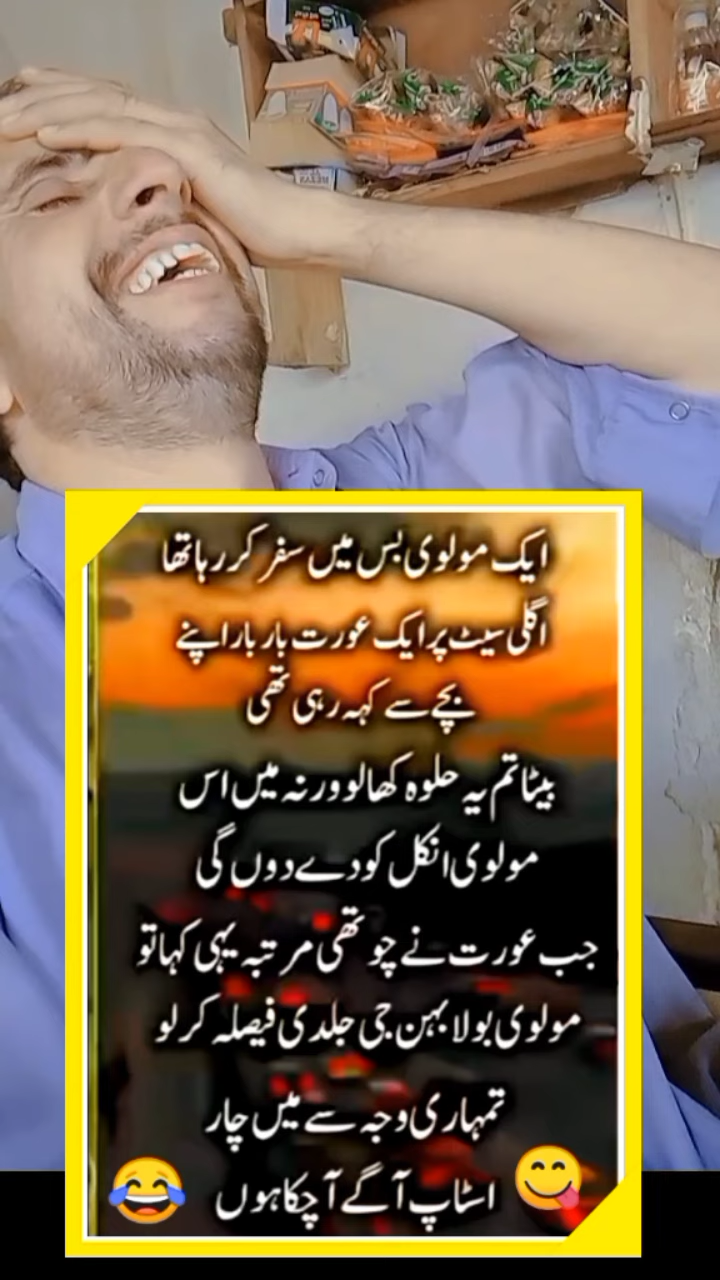 ایک مولوی بس میں سفر کر رہا تھا
اگلی سیٹ پر ایک عورت بار بار اپنے
بچے سے کہہ رہی تھی
بیٹا تم یہ حلوہ کھا لو ورنہ میں اس
مولوی انکل کو دے دوں گی
جب عورت نے چوتھی مرتبہ یہی کہا تو
مولوی بولا بہن جی جلدی فیصلہ کر لو
تمہاری وجہ سے میں چار
اسٹاپ آگے آ چکا ہوں